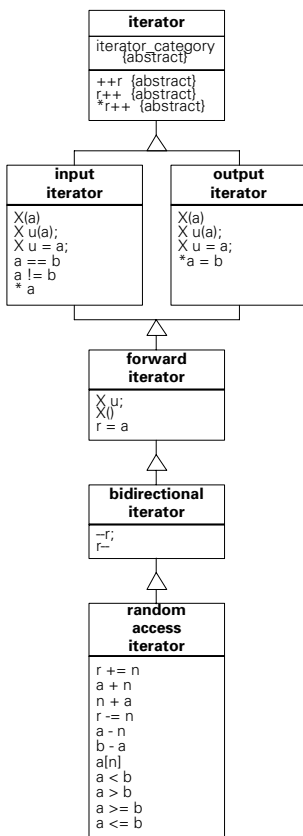 iterator
iterator_category
{abstract}
++r {abstract}
r++ {abstract}
*r++ {abstract}
input
iterator
X(a)
X u(a);
X u = a;
a == b
a != b
* a
output
iterator
X(a)
X u(a);
X u = a;
*a = b
forward
iterator
X u;
X()
r = a
bidirectional
iterator
--r;
r--
random
access
iterator
r += n
a + n
n + a
r -= n
a - n
b - a
a[n]
a < b
a > b
a >= b
a <= b